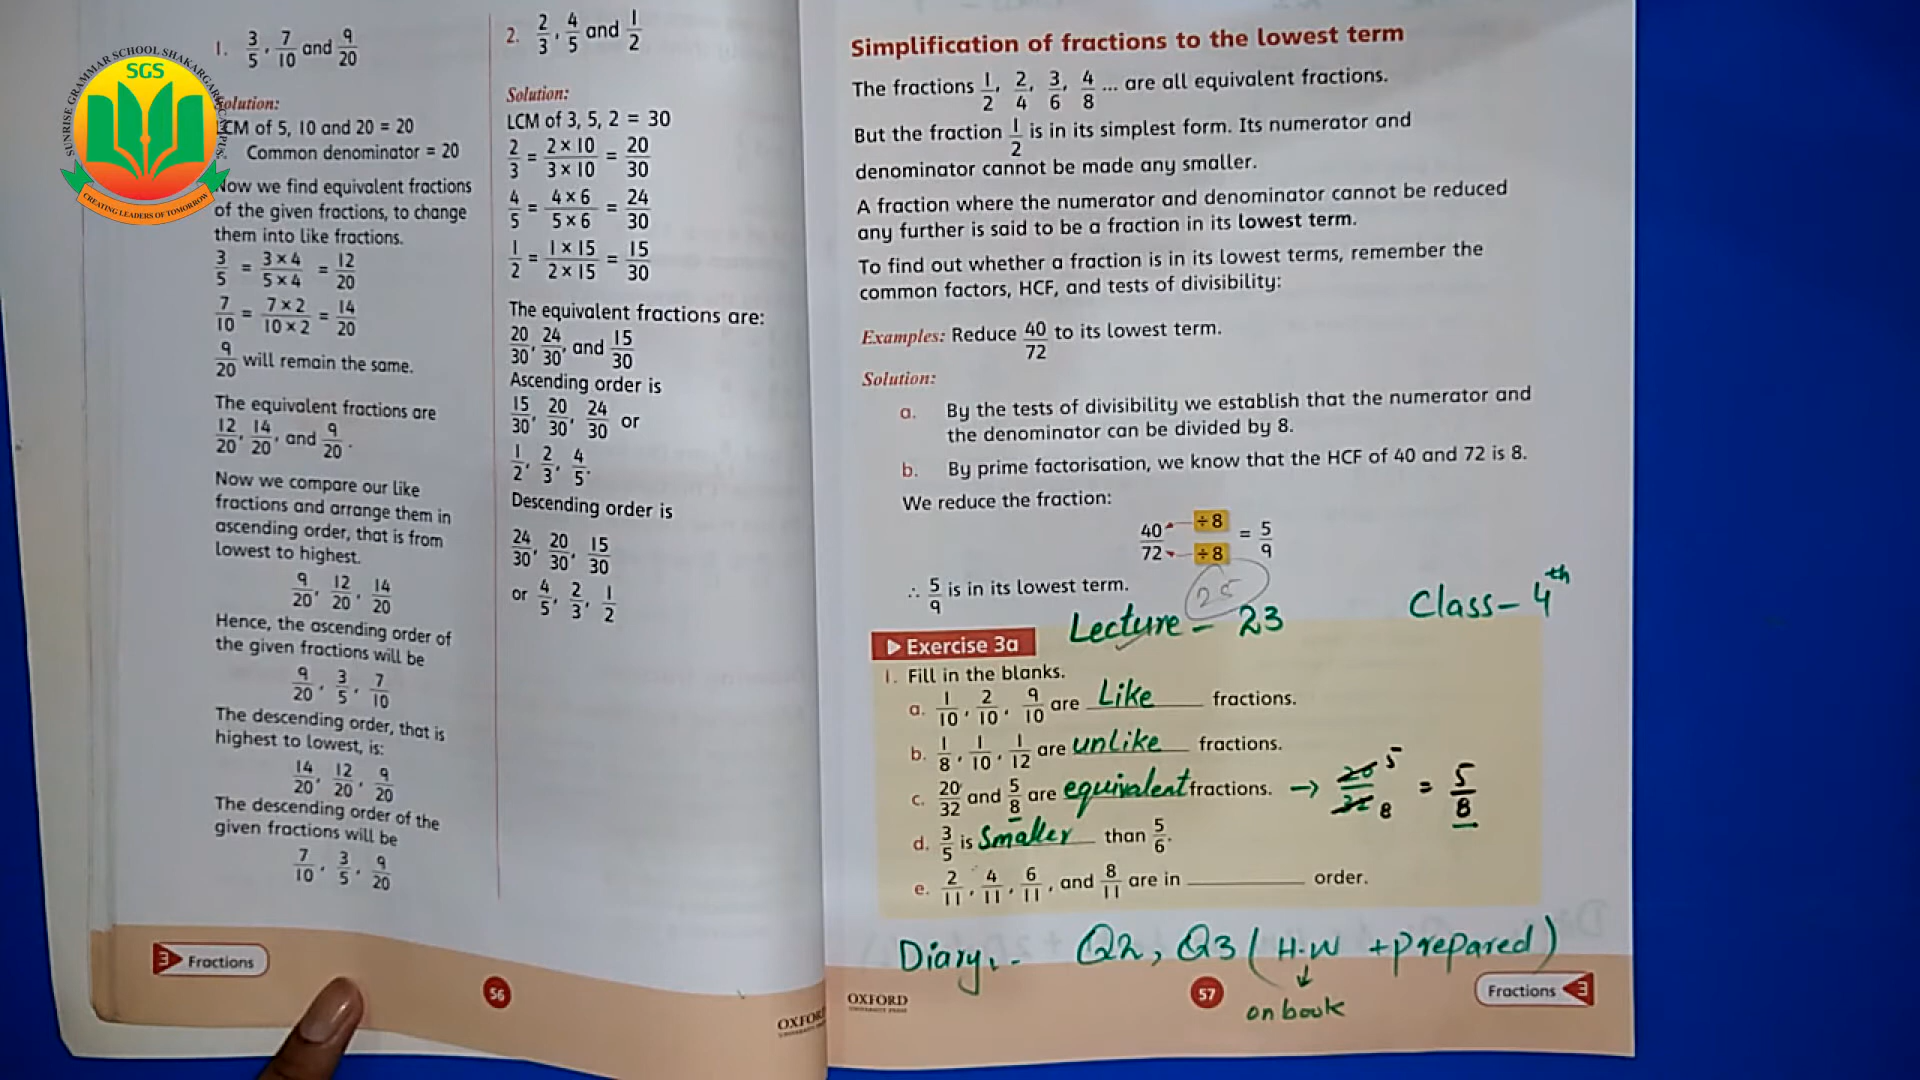 SUNRISE GRAMMAR SCHOOL SHAKARGARH CAMPUS
SGS
CREATING LEADERS OF TOMORROW
1. 3/5, 7/10 and 9/20
Solution:
LCM of 5, 10 and 20 = 20
Common denominator = 20
Now we find equivalent fractions
of the given fractions, to change
them into like fractions.
3/5 = 3 × 4/5 × 4 = 12/20
7/10 = 7 × 2/10 × 2 = 14/20
9/20 will remain the same.
The equivalent fractions are
12/20, 14/20, and 9/20.
Now we compare our like
fractions and arrange them in
ascending order, that is from
lowest to highest.
9/20, 12/20, 14/20
Hence, the ascending order of
the given fractions will be
9/20, 3/5, 7/10
The descending order, that is
highest to lowest, is:
14/20, 12/20, 9/20
The descending order of the
given fractions will be
7/10, 3/5, 9/20
3 Fractions
56
OXFOR
2. 2/3, 4/5 and 1/2
Solution:
LCM of 3, 5, 2 = 30
2/3 = 2 × 10/3 × 10 = 20/30
4/5 = 4 × 6/5 × 6 = 24/30
1/2 = 1 × 15/2 × 15 = 15/30
The equivalent fractions are:
20/30, 24/30, and 15/30
Ascending order is
15/30, 20/30, 24/30 or
1/2, 2/3, 4/5.
Descending order is
24/30, 20/30, 15/30
or 4/5, 2/3, 1/2
Simplification of fractions to the lowest term
The fractions 1/2, 2/4, 3/6, 4/8 ... are all equivalent fractions.
But the fraction 1/2 is in its simplest form. Its numerator and
denominator cannot be made any smaller.
A fraction where the numerator and denominator cannot be reduced
any further is said to be a fraction in its lowest term.
To find out whether a fraction is in its lowest terms, remember the
common factors, HCF, and tests of divisibility:
Examples: Reduce 40/72 to its lowest term.
Solution:
a. By the tests of divisibility we establish that the numerator and
the denominator can be divided by 8.
b. By prime factorisation, we know that the HCF of 40 and 72 is 8.
We reduce the fraction:
40/72 ÷8 ÷8 = 5/9
∴ 5/9 is in its lowest term.
Lecture - 23 Class - 4th
Exercise 3a
1. Fill in the blanks.
a. 1/10, 2/10, 9/10 are Like fractions.
b. 1/8, 1/10, 1/12 are unlike fractions.
c. 20/32 and 5/8 are equivalent fractions. → 20/32 5 8 = 5/8
d. 3/5 is Smaller than 5/6.
e. 2/11, 4/11, 6/11, and 8/11 are in __________ order.
Diary:- Q2, Q3 (H.W + prepared)
↓
on book
OXFORD
UNIVERSITY PRESS
57
Fractions 3